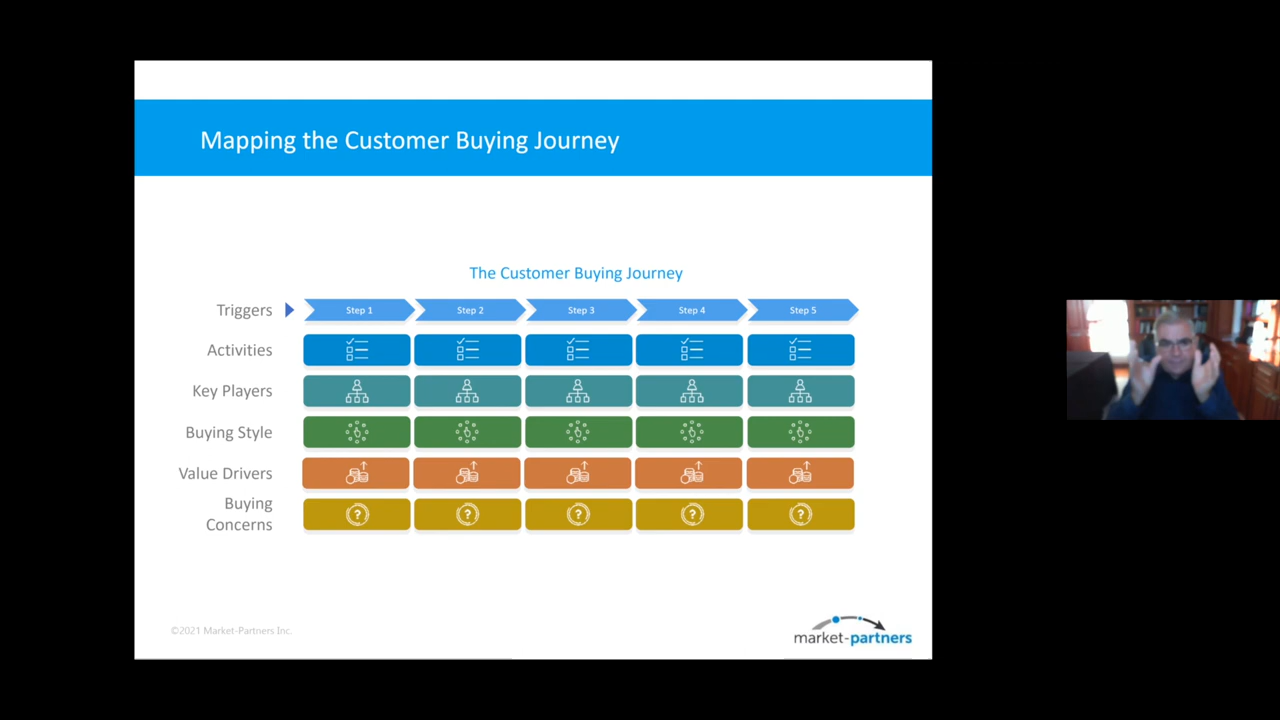 Mapping the Customer Buying Journey
The Customer Buying Journey
Triggers Step 1 Step 2 Step 3 Step 4 Step 5
Activities
Key Players
Buying Style
Value Drivers
Buying
Concerns
? ? ? ? ?
©2021 Market-Partners Inc.
market-partners